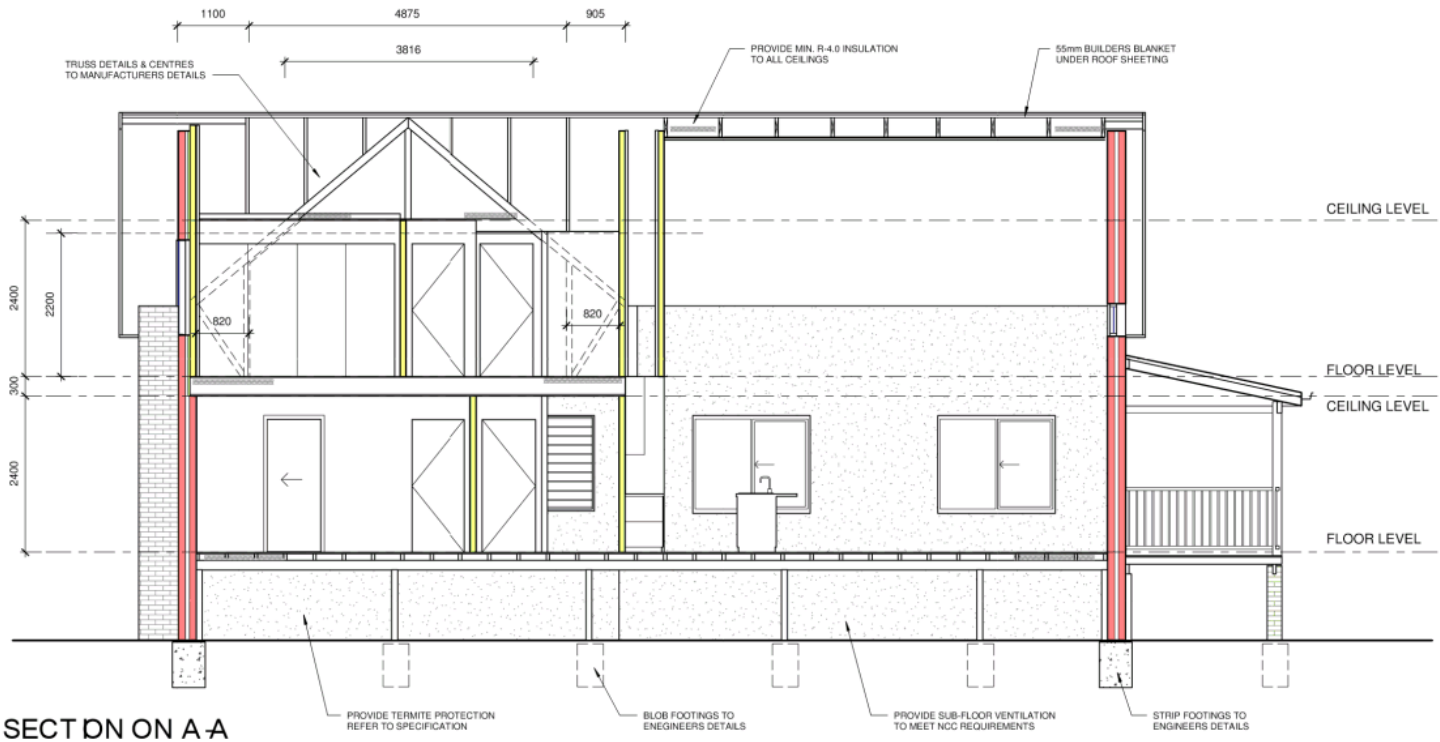 1100
4875
905
3816
TRUSS DETAILS & CENTRES
TO MANUFACTURERS DETAILS
PROVIDE MIN. R-4.0 INSULATION
TO ALL CEILINGS
55mm BUILDERS BLANKET
UNDER ROOF SHEETING
CEILING LEVEL
2400
2200
820
820
300
FLOOR LEVEL
CEILING LEVEL
2400
FLOOR LEVEL
PROVIDE TERMITE PROTECTION
REFER TO SPECIFICATION
BLOB FOOTINGS TO
ENEGINEERS DETAILS
PROVIDE SUB-FLOOR VENTILATION
TO MEET NCC REQUIREMENTS
STRIP FOOTINGS TO
ENGINEERS DETAILS
SECTION ON A-A